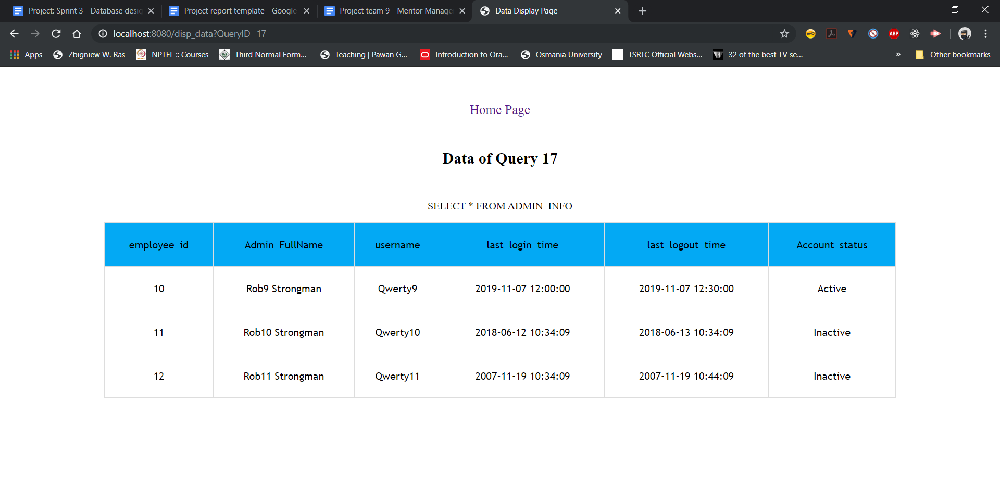 Project: Sprint 3 - Database desig
Project report template - Google
Project team 9 - Mentor Manage
Data Display Page
localhost:8080/disp_data?QueryID=17
ABP
Apps
Zbigniew W. Ras
NPTEL :: Courses
Third Normal Form...
Teaching | Pawan G...
Introduction to Ora...
Osmania University
TSRTC Official Webs...
32 of the best TV se...
»
Other bookmarks
Home Page
Data of Query 17
SELECT * FROM ADMIN_INFO
employee_id Admin_FullName username last_login_time last_logout_time Account_status
10 Rob9 Strongman Qwerty9 2019-11-07 12:00:00 2019-11-07 12:30:00 Active
11 Rob10 Strongman Qwerty10 2018-06-12 10:34:09 2018-06-13 10:34:09 Inactive
12 Rob11 Strongman Qwerty11 2007-11-19 10:34:09 2007-11-19 10:44:09 Inactive